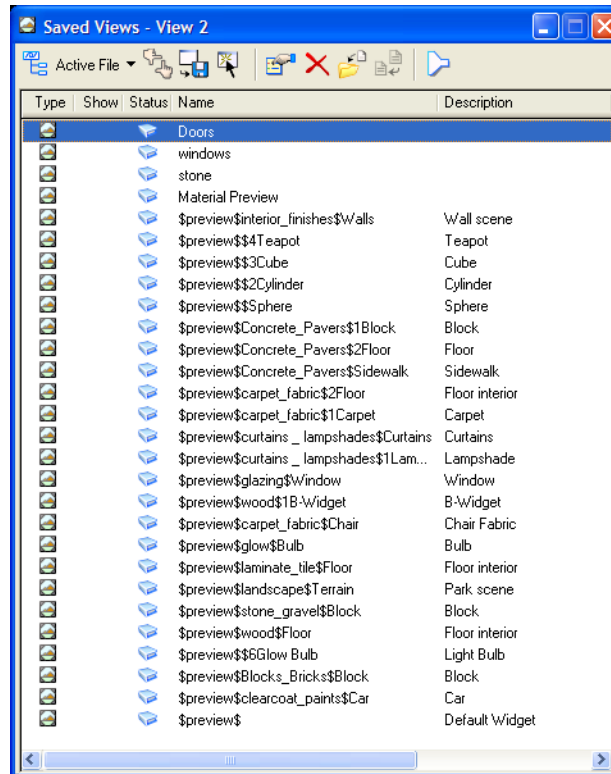 Saved Views - View 2
Active File
Type Show Status Name Description
Doors
windows
stone
Material Preview
$preview$interior_finishes$Walls Wall scene
$preview$$4Teapot Teapot
$preview$$3Cube Cube
$preview$$2Cylinder Cylinder
$preview$$Sphere Sphere
$preview$Concrete_Pavers$1Block Block
$preview$Concrete_Pavers$2Floor Floor
$preview$Concrete_Pavers$Sidewalk Sidewalk
$preview$carpet_fabric$2Floor Floor interior
$preview$carpet_fabric$1Carpet Carpet
$preview$curtains _ lampshades$Curtains Curtains
$preview$curtains _ lampshades$1Lam... Lampshade
$preview$glazing$Window Window
$preview$wood$1B-Widget B-Widget
$preview$carpet_fabric$Chair Chair Fabric
$preview$glow$Bulb Bulb
$preview$laminate_tile$Floor Floor interior
$preview$landscape$Terrain Park scene
$preview$stone_gravel$Block Block
$preview$wood$Floor Floor interior
$preview$$6Glow Bulb Light Bulb
$preview$Blocks_Bricks$Block Block
$preview$clearcoat_paints$Car Car
$preview$ Default Widget